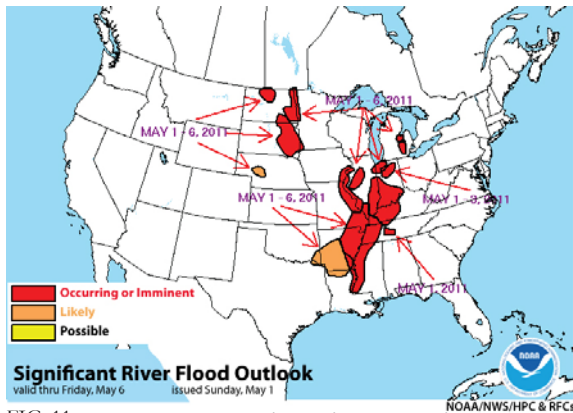 MAY 1 - 6, 2011
MAY 1 - 6, 2011
MAY 1 - 6, 2011
MAY 1 - 3, 2011
MAY 1, 2011
Occurring or Imminent
Likely
Possible
Significant River Flood Outlook
valid thru Friday, May 6 issued Sunday, May 1
NOAA
NOAA/NWS/HPC & RFCs